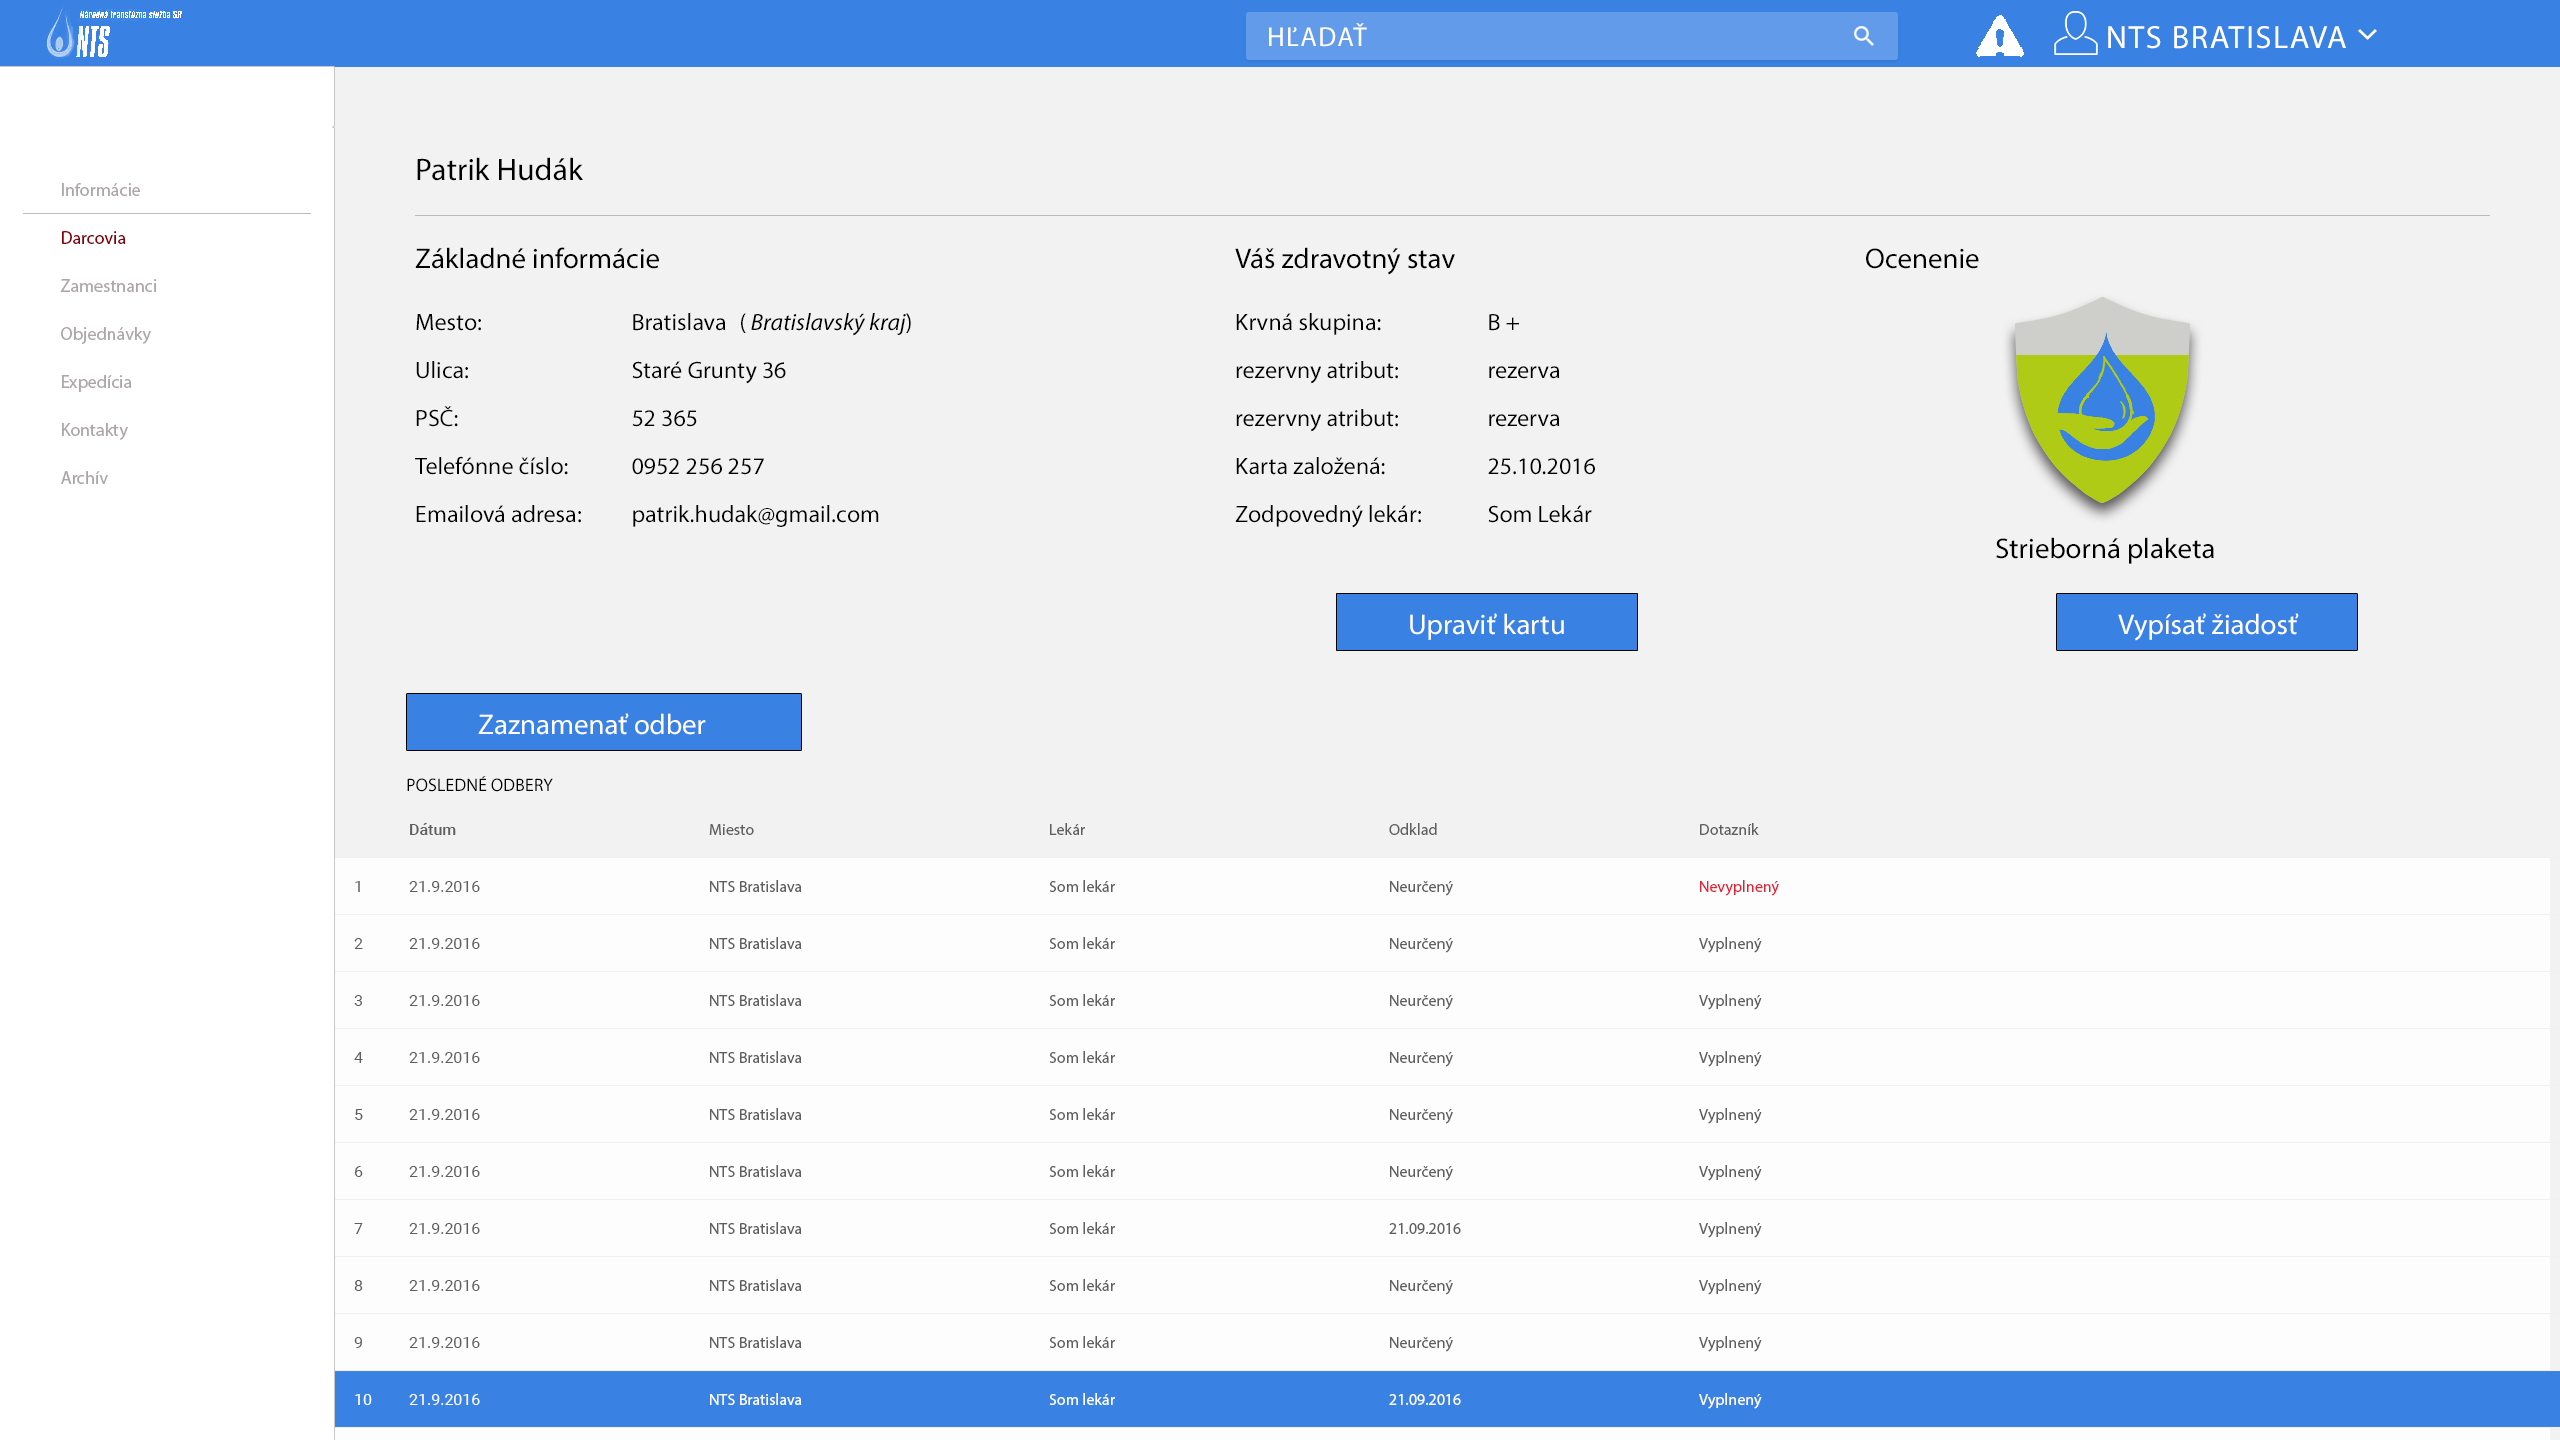 Národná transfúzna služba SR
NTS
HĽADAŤ
NTS BRATISLAVA
Informácie
Darcovia
Zamestnanci
Objednávky
Expedícia
Kontakty
Archív
Patrik Hudák
Základné informácie
Mesto: Bratislava ( Bratislavský kraj)
Ulica: Staré Grunty 36
PSČ: 52 365
Telefónne číslo: 0952 256 257
Emailová adresa: patrik.hudak@gmail.com
Váš zdravotný stav
Krvná skupina: B +
rezervny atribut: rezerva
rezervny atribut: rezerva
Karta založená: 25.10.2016
Zodpovedný lekár: Som Lekár
Upraviť kartu
Ocenenie
Strieborná plaketa
Vypísať žiadosť
Zaznamenať odber
POSLEDNÉ ODBERY
Dátum Miesto Lekár Odklad Dotazník
1 21.9.2016 NTS Bratislava Som lekár Neurčený Nevyplnený
2 21.9.2016 NTS Bratislava Som lekár Neurčený Vyplnený
3 21.9.2016 NTS Bratislava Som lekár Neurčený Vyplnený
4 21.9.2016 NTS Bratislava Som lekár Neurčený Vyplnený
5 21.9.2016 NTS Bratislava Som lekár Neurčený Vyplnený
6 21.9.2016 NTS Bratislava Som lekár Neurčený Vyplnený
7 21.9.2016 NTS Bratislava Som lekár 21.09.2016 Vyplnený
8 21.9.2016 NTS Bratislava Som lekár Neurčený Vyplnený
9 21.9.2016 NTS Bratislava Som lekár Neurčený Vyplnený
10 21.9.2016 NTS Bratislava Som lekár 21.09.2016 Vyplnený